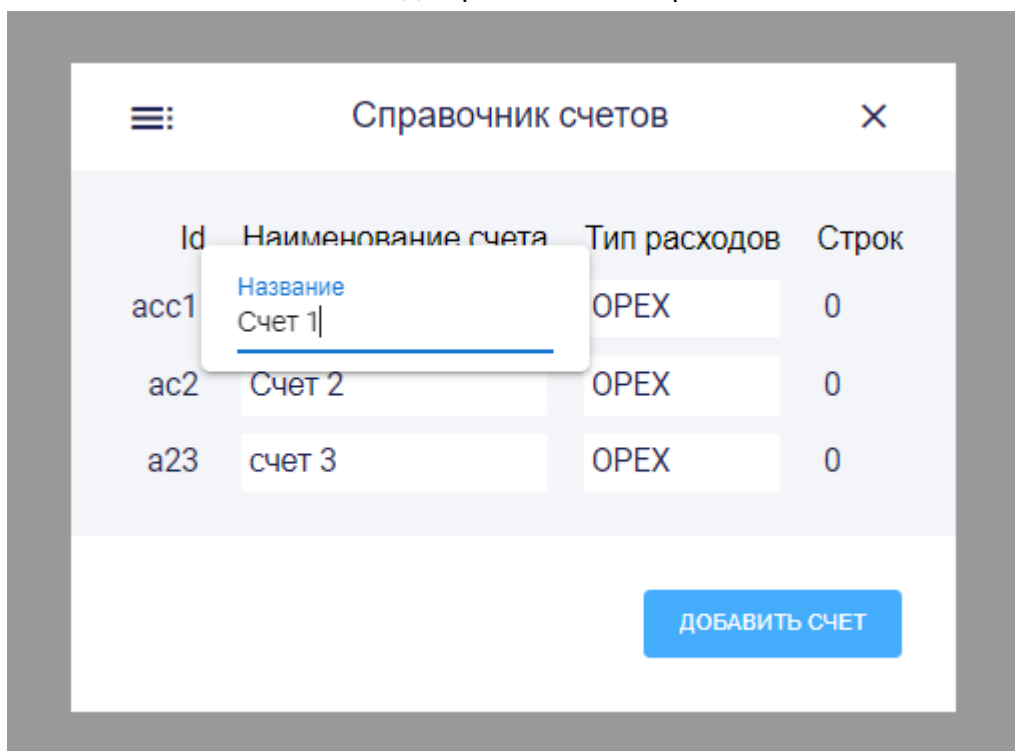 Справочник счетов
Id Наименование счета Тип расходов Строк
Название
acc1 Счет 1 OPEX 0
ac2 Счет 2 OPEX 0
a23 счет 3 OPEX 0
ДОБАВИТЬ СЧЕТ